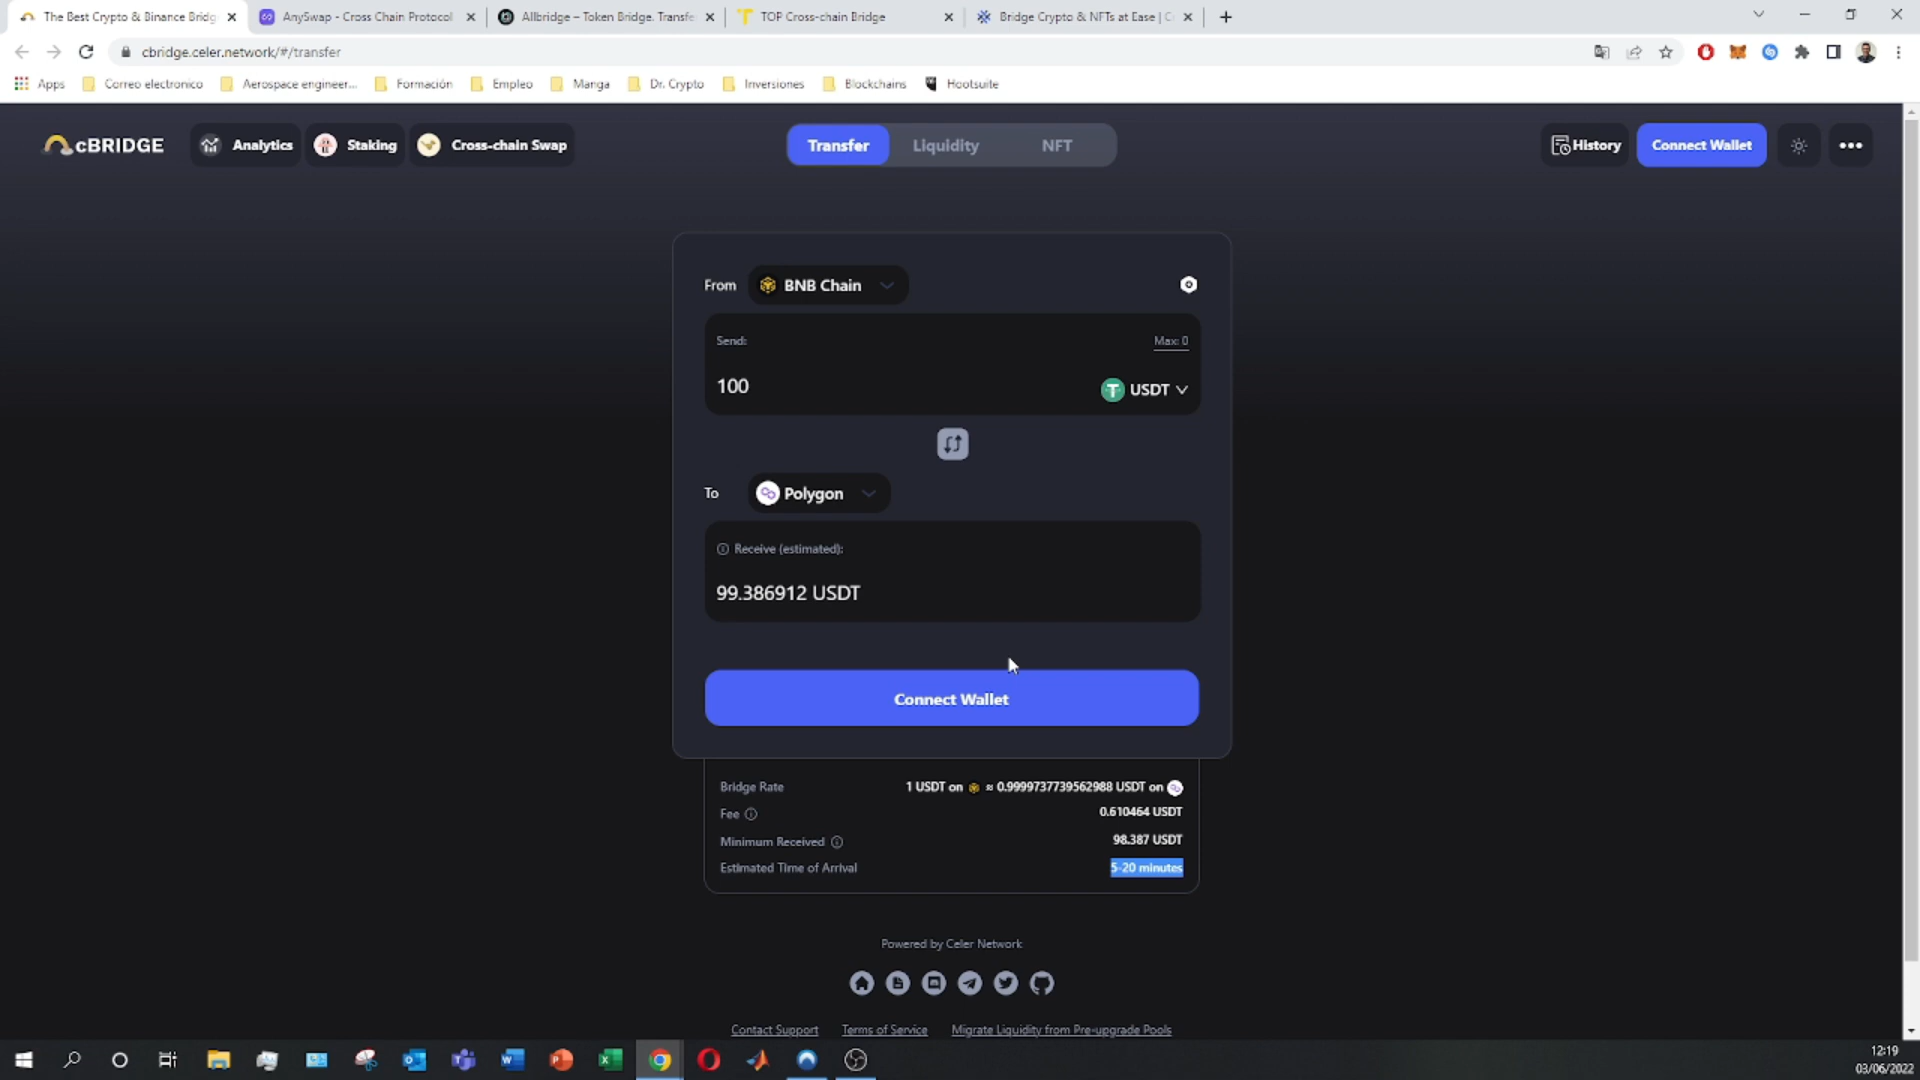 The Best Crypto & Binance Bridg
AnySwap - Cross Chain Protocol
Allbridge – Token Bridge. Transfe
TOP Cross-chain Bridge
Bridge Crypto & NFTs at Ease | C
cbridge.celer.network/#/transfer
Apps
Correo electronico
Aerospace engineer...
Formación
Empleo
Manga
Dr. Crypto
Inversiones
Blockchains
Hootsuite
cBRIDGE
Analytics
Staking
Cross-chain Swap
Transfer
Liquidity
NFT
History
Connect Wallet
From
BNB Chain
Send:
Max: 0
100
USDT
To
Polygon
Receive (estimated):
99.386912 USDT
Connect Wallet
Bridge Rate
1 USDT on ≈ 0.9999737739562988 USDT on
Fee
0.610464 USDT
Minimum Received
98.387 USDT
Estimated Time of Arrival
5-20 minutes
Powered by Celer Network
Contact Support
Terms of Service
Migrate Liquidity from Pre-upgrade Pools
12:19
03/06/2022